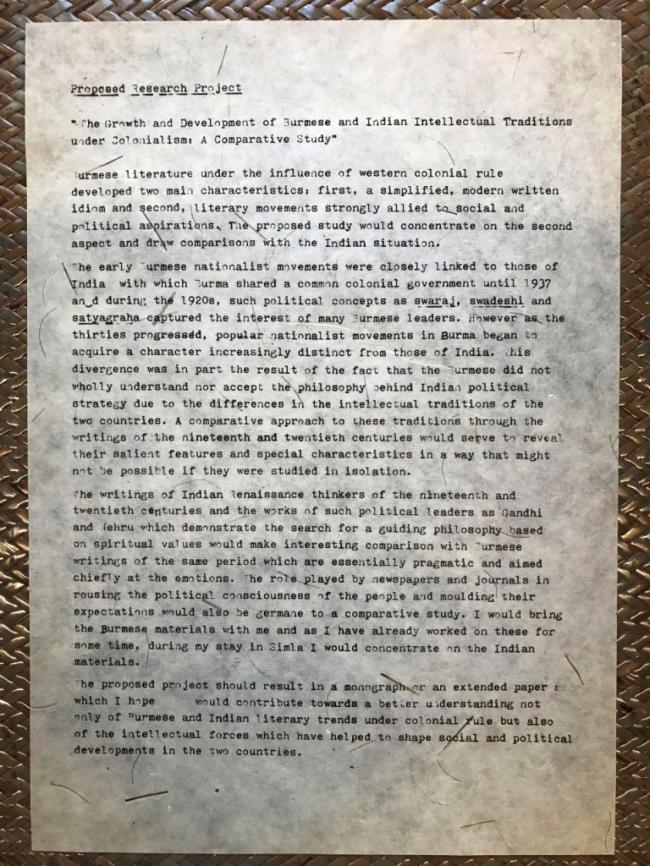 Proposed Research Project
"The Growth and Development of Burmese and Indian Intellectual Traditions
under Colonialism: A Comparative Study"
Burmese literature under the influence of western colonial rule
developed two main characteristics: first, a simplified, modern written
idiom and second, literary movements strongly allied to social and
political aspirations. The proposed study would concentrate on the second
aspect and draw comparisons with the Indian situation.
The early Burmese nationalist movements were closely linked to those of
India with which Burma shared a common colonial government until 1937
an d during the 1920s, such political concepts as swaraj, swadeshi and
satyagraha captured the interest of many Burmese leaders. However as the
thirties progressed, popular nationalist movements in Burma began to
acquire a character increasingly distinct from those of India. This
divergence was in part the result of the fact that the Burmese did not
wholly understand nor accept the philosophy behind Indian political
strategy due to the differences in the intellectual traditions of the
two countries. A comparative approach to these traditions through the
writings of the nineteenth and twentieth centuries would serve to reveal
their salient features and special characteristics in a way that might
not be possible if they were studied in isolation.
The writings of Indian Renaissance thinkers of the nineteenth and
twentieth centuries and the works of such political leaders as Gandhi
and Nehru which demonstrate the search for a guiding philosophy based
on spiritual values would make interesting comparison with Burmese
writings of the same period which are essentially pragmatic and aimed
chiefly at the emotions. The role played by newspapers and journals in
rousing the political consciousness of the people and moulding their
expectations would also be germane to a comparative study. I would bring
the Burmese materials with me and as I have already worked on these for
some time, during my stay in Simla I would concentrate on the Indian
materials.
The proposed project should result in a monograph or an extended paper
which I hope would contribute towards a better understanding not
only of Burmese and Indian literary trends under colonial rule but also
of the intellectual forces which have helped to shape social and political
developments in the two countries.